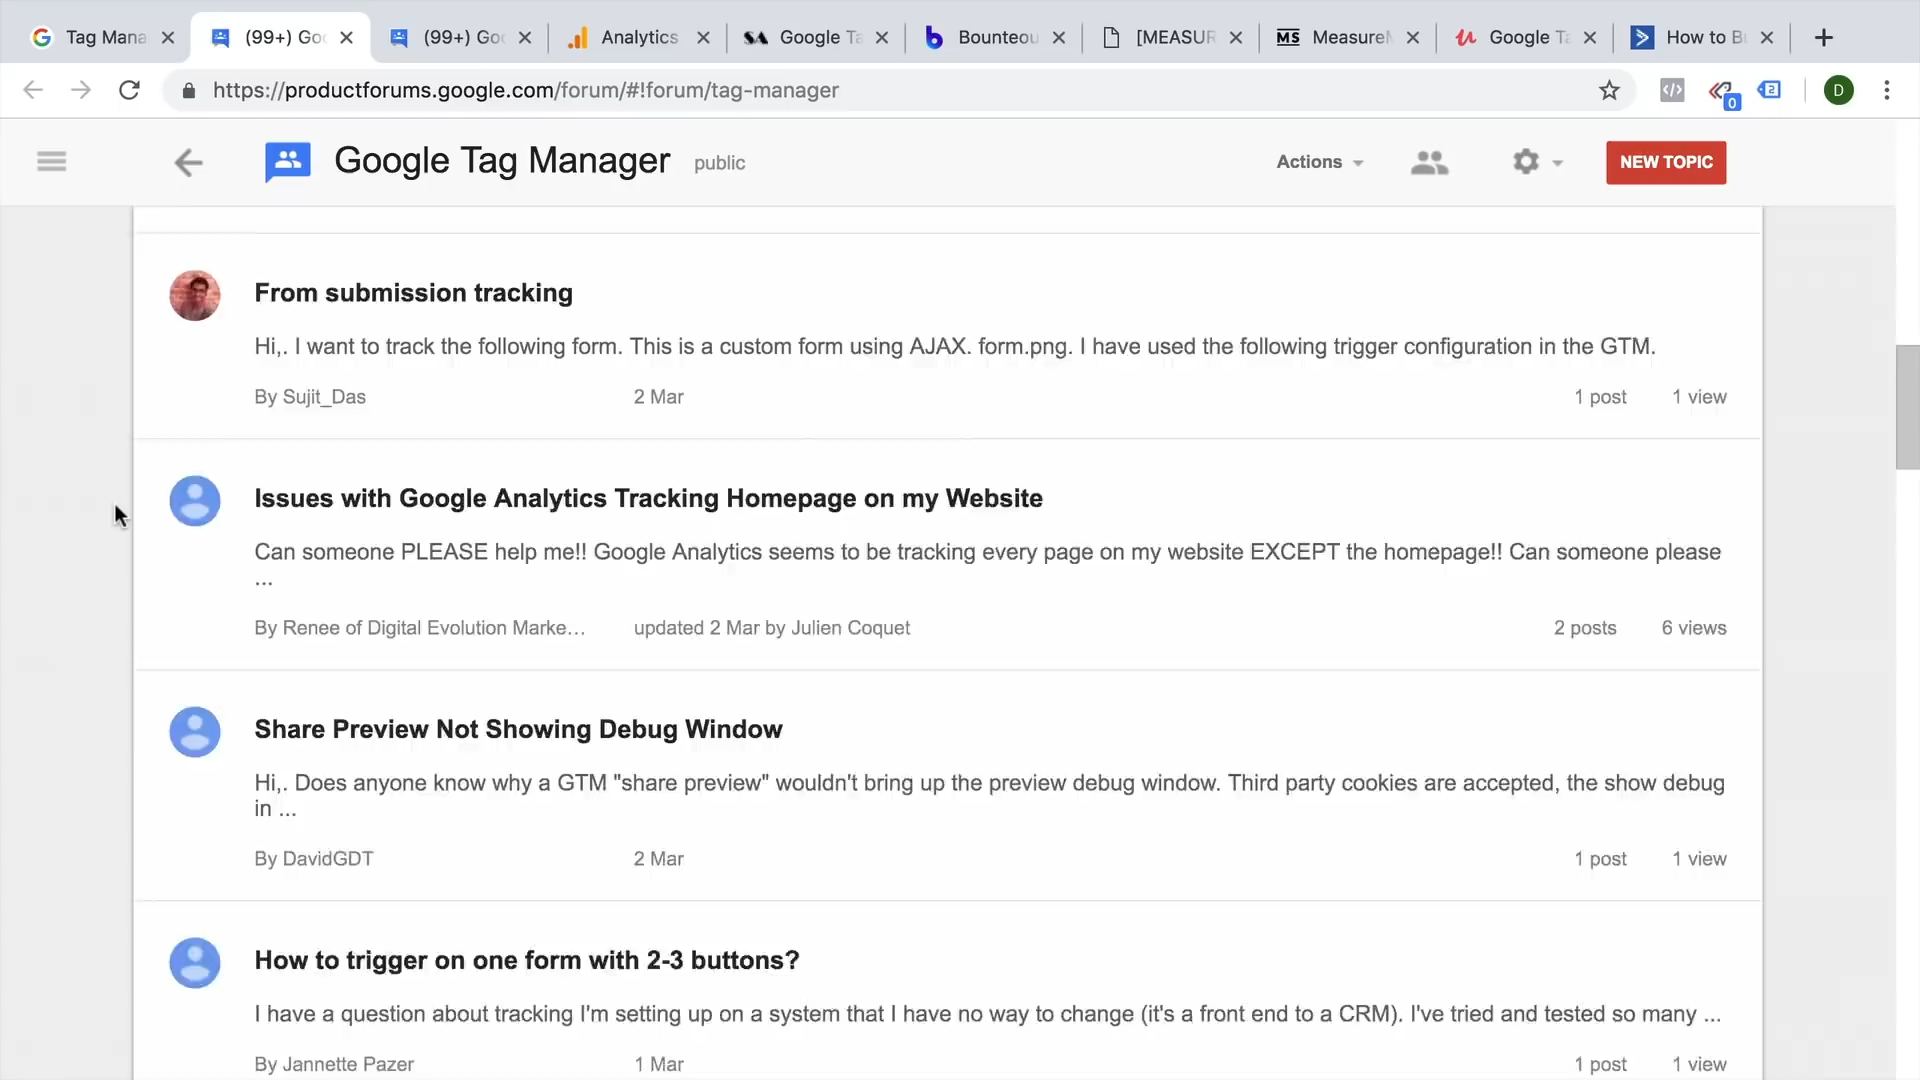 Tag Mana
(99+) Goo
(99+) Goo
Analytics
SA Google Ta
Bounteou
[MEASUR
MS MeasureM
Google Ta
How to Bu
https://productforums.google.com/forum/#!forum/tag-manager
0
2
D
Google Tag Manager public
Actions
NEW TOPIC
From submission tracking
Hi,. I want to track the following form. This is a custom form using AJAX. form.png. I have used the following trigger configuration in the GTM.
By Sujit_Das 2 Mar 1 post 1 view
Issues with Google Analytics Tracking Homepage on my Website
Can someone PLEASE help me!! Google Analytics seems to be tracking every page on my website EXCEPT the homepage!! Can someone please
...
By Renee of Digital Evolution Marke... updated 2 Mar by Julien Coquet 2 posts 6 views
Share Preview Not Showing Debug Window
Hi,. Does anyone know why a GTM "share preview" wouldn't bring up the preview debug window. Third party cookies are accepted, the show debug
in ...
By DavidGDT 2 Mar 1 post 1 view
How to trigger on one form with 2-3 buttons?
I have a question about tracking I'm setting up on a system that I have no way to change (it's a front end to a CRM). I've tried and tested so many ...
By Jannette Pazer 1 Mar 1 post 1 view